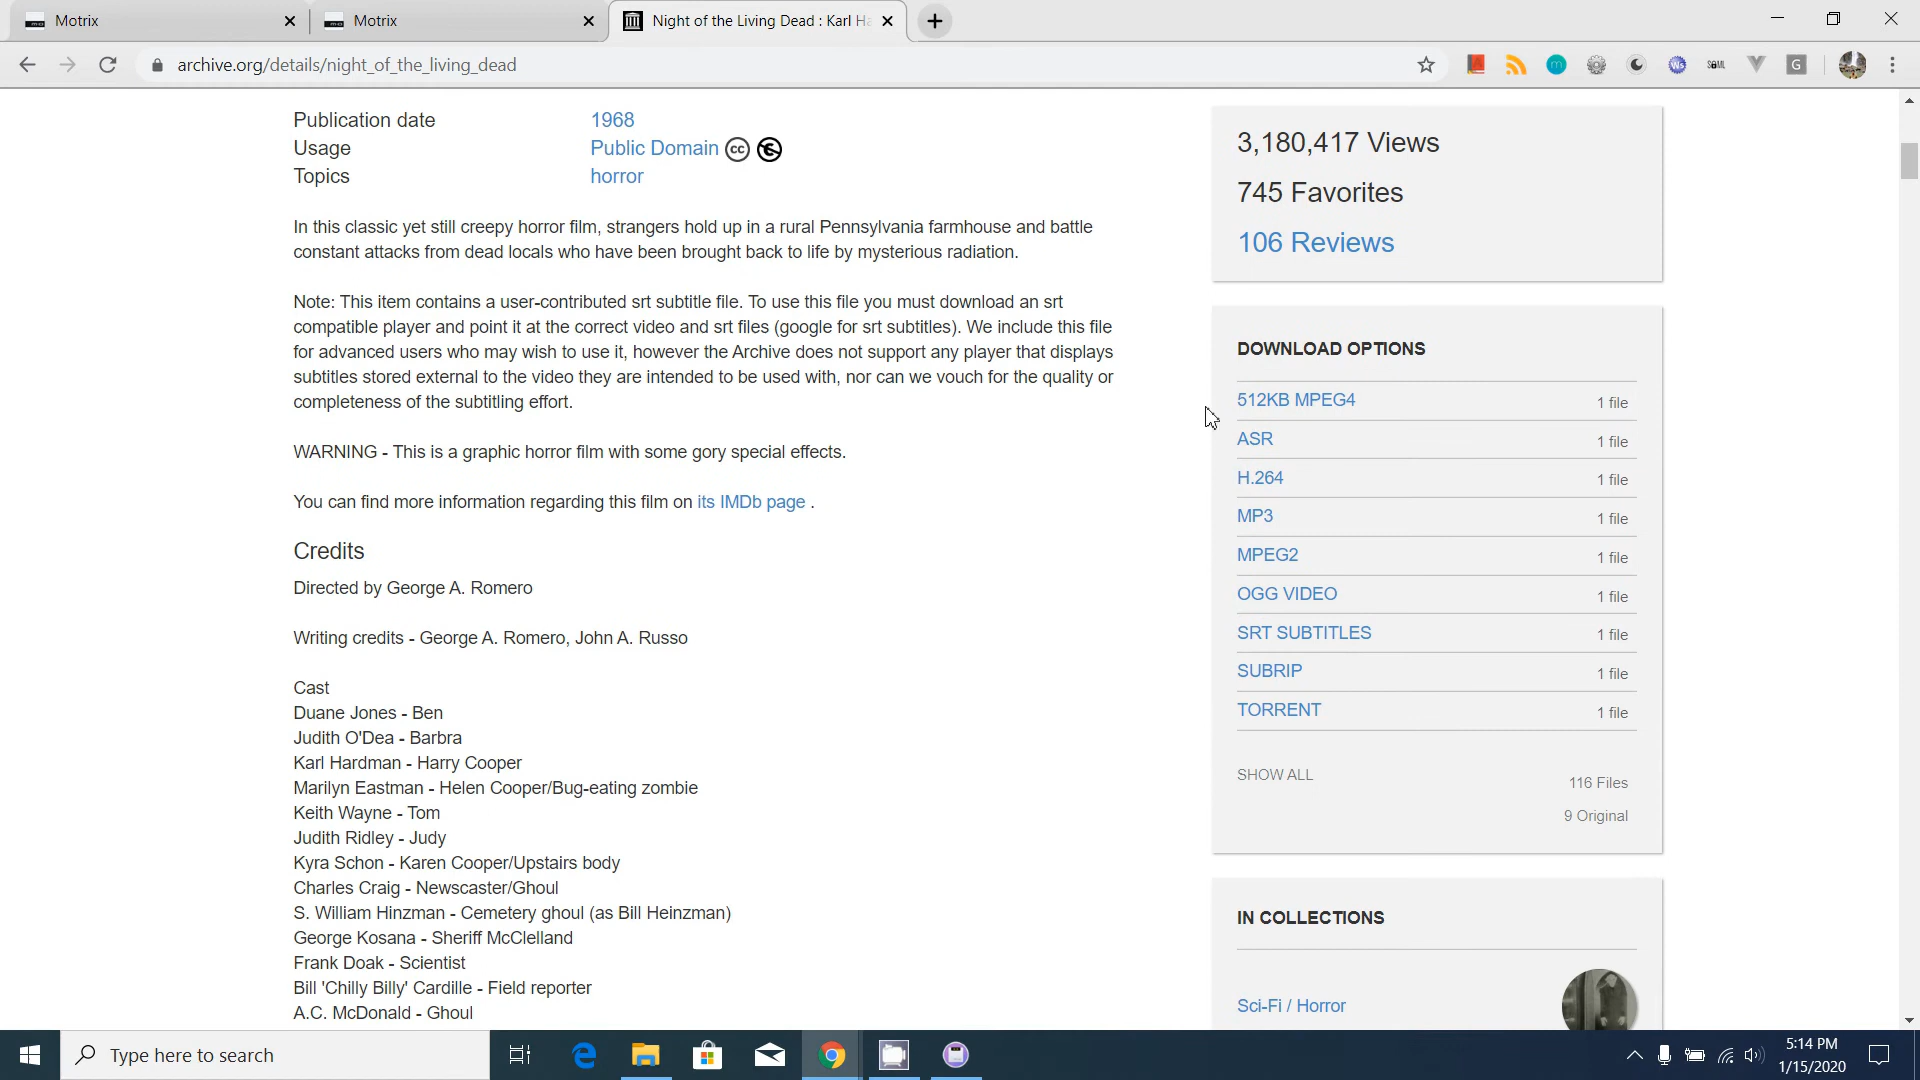 Motrix
Motrix
Night of the Living Dead : Karl Ha
archive.org/details/night_of_the_living_dead
Publication date 1968
Usage Public Domain
Topics horror
In this classic yet still creepy horror film, strangers hold up in a rural Pennsylvania farmhouse and battle
constant attacks from dead locals who have been brought back to life by mysterious radiation.
Note: This item contains a user-contributed srt subtitle file. To use this file you must download an srt
compatible player and point it at the correct video and srt files (google for srt subtitles). We include this file
for advanced users who may wish to use it, however the Archive does not support any player that displays
subtitles stored external to the video they are intended to be used with, nor can we vouch for the quality or
completeness of the subtitling effort.
WARNING - This is a graphic horror film with some gory special effects.
You can find more information regarding this film on its IMDb page .
Credits
Directed by George A. Romero
Writing credits - George A. Romero, John A. Russo
Cast
Duane Jones - Ben
Judith O'Dea - Barbra
Karl Hardman - Harry Cooper
Marilyn Eastman - Helen Cooper/Bug-eating zombie
Keith Wayne - Tom
Judith Ridley - Judy
Kyra Schon - Karen Cooper/Upstairs body
Charles Craig - Newscaster/Ghoul
S. William Hinzman - Cemetery ghoul (as Bill Heinzman)
George Kosana - Sheriff McClelland
Frank Doak - Scientist
Bill 'Chilly Billy' Cardille - Field reporter
A.C. McDonald - Ghoul
3,180,417 Views
745 Favorites
106 Reviews
DOWNLOAD OPTIONS
512KB MPEG4 1 file
ASR 1 file
H.264 1 file
MP3 1 file
MPEG2 1 file
OGG VIDEO 1 file
SRT SUBTITLES 1 file
SUBRIP 1 file
TORRENT 1 file
SHOW ALL 116 Files
9 Original
IN COLLECTIONS
Sci-Fi / Horror
Type here to search
5:14 PM
1/15/2020